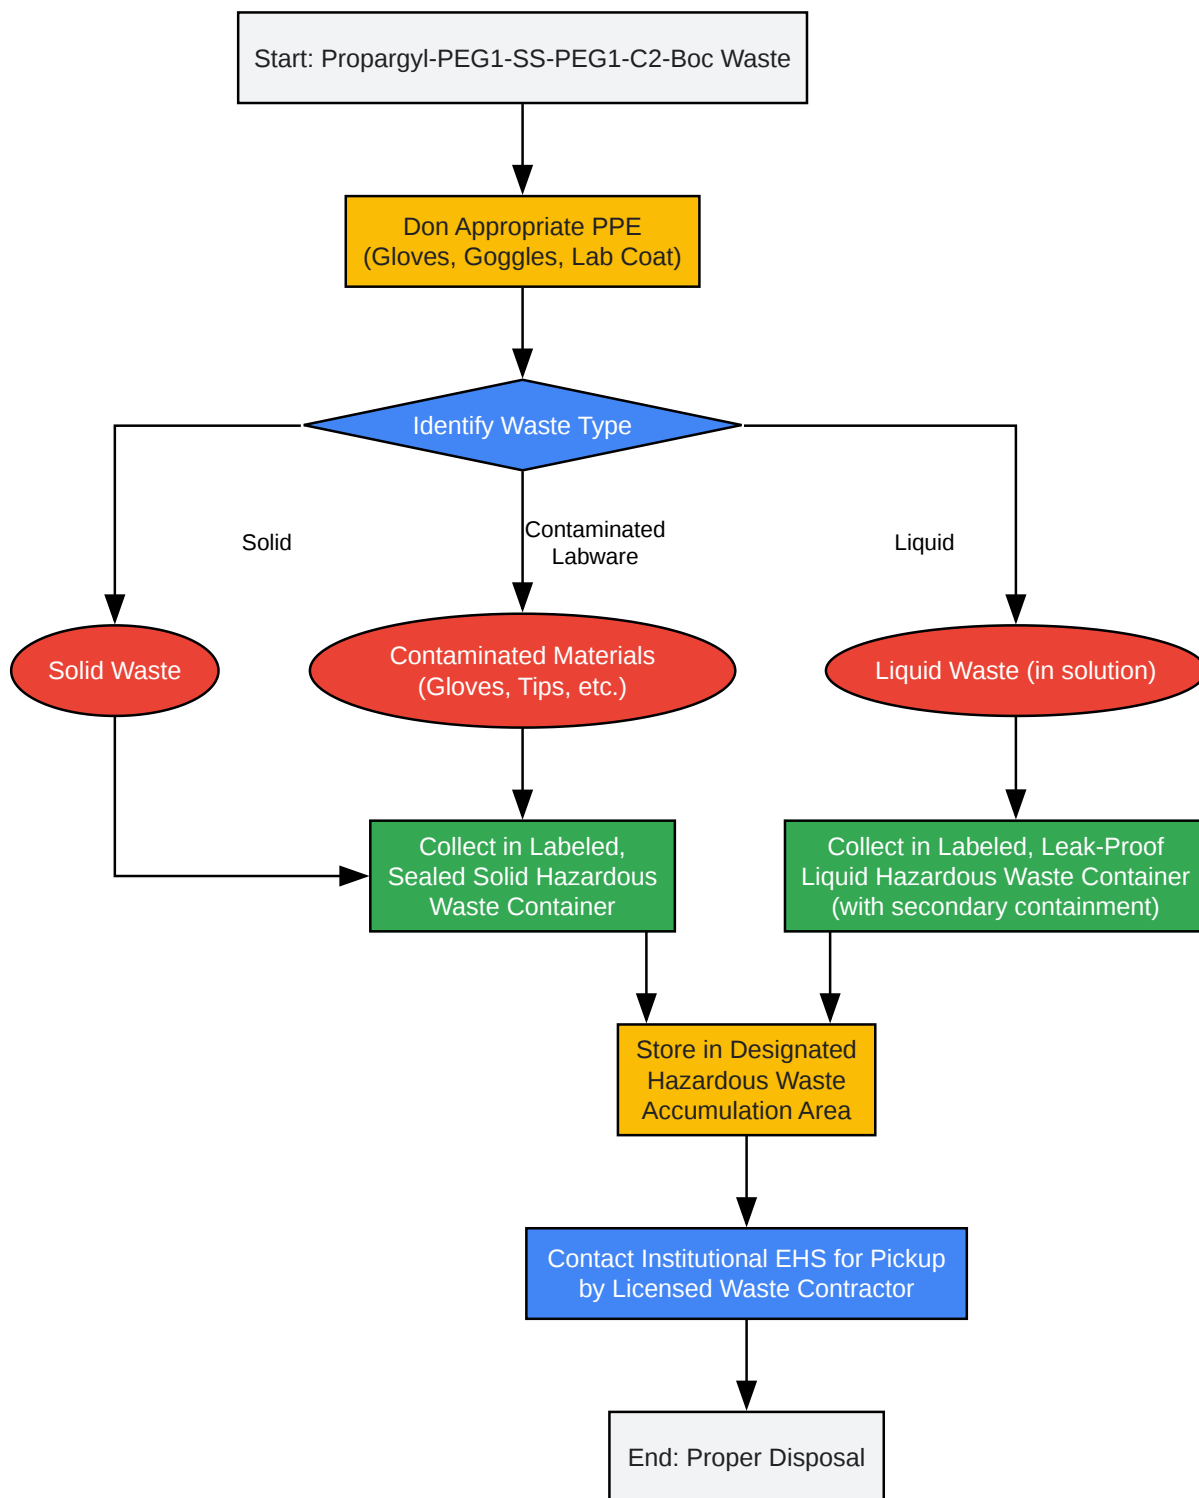 Start: Propargyl-PEG1-SS-PEG1-C2-Boc Waste
Don Appropriate PPE
(Gloves, Goggles, Lab Coat)
Identify Waste Type
Solid
Contaminated
Labware
Liquid
Solid Waste
Contaminated Materials
(Gloves, Tips, etc.)
Liquid Waste (in solution)
Collect in Labeled,
Sealed Solid Hazardous
Waste Container
Collect in Labeled, Leak-Proof
Liquid Hazardous Waste Container
(with secondary containment)
Store in Designated
Hazardous Waste
Accumulation Area
Contact Institutional EHS for Pickup
by Licensed Waste Contractor
End: Proper Disposal